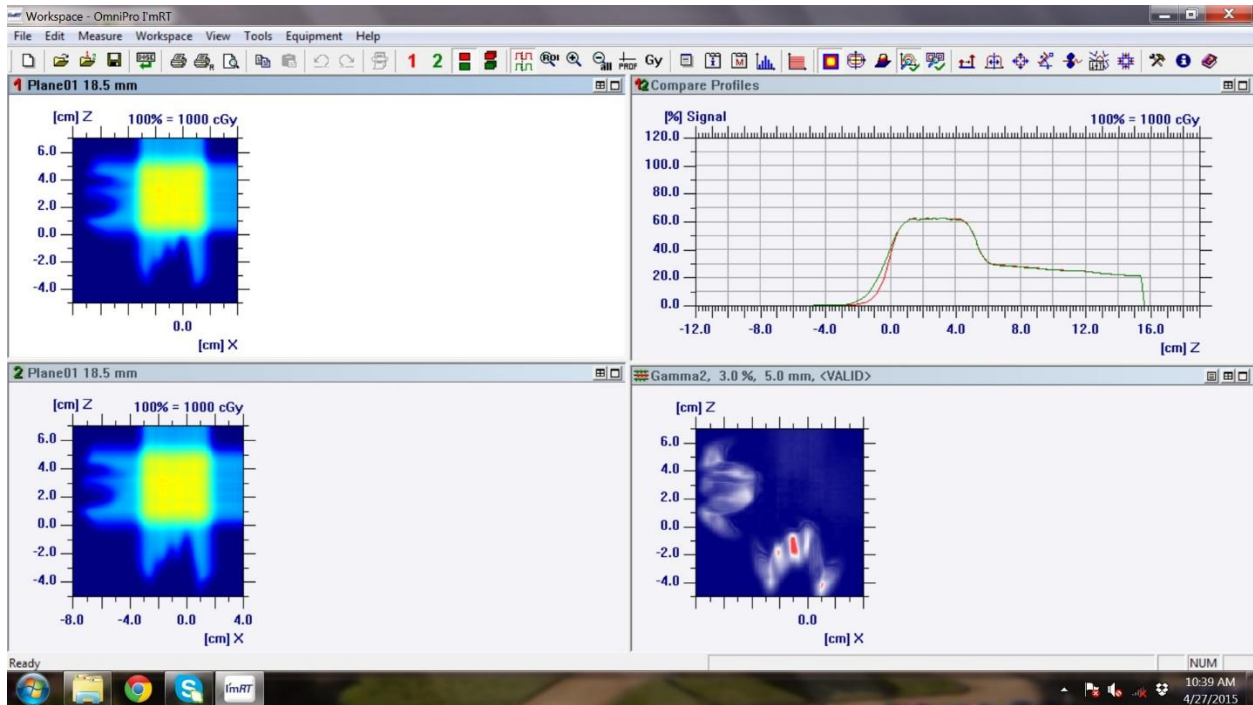 Workspace - OmniPro I'mRT
File Edit Measure Workspace View Tools Equipment Help
1 2 Gy
1 Plane01 18.5 mm
[cm] Z 100% = 1000 cGy
6.0
4.0
2.0
0.0
-2.0
-4.0
0.0
[cm] X
12 Compare Profiles
[%] Signal 100% = 1000 cGy
120.0
100.0
80.0
60.0
40.0
20.0
0.0
-12.0 -8.0 -4.0 0.0 4.0 8.0 12.0 16.0
[cm] Z
2 Plane01 18.5 mm
[cm] Z 100% = 1000 cGy
6.0
4.0
2.0
0.0
-2.0
-4.0
-8.0 -4.0 0.0 4.0
[cm] X
Gamma2, 3.0 %, 5.0 mm, <VALID>
[cm] Z
6.0
4.0
2.0
0.0
-2.0
-4.0
0.0
[cm] X
Ready NUM
I'mRT
10:39 AM
4/27/2015